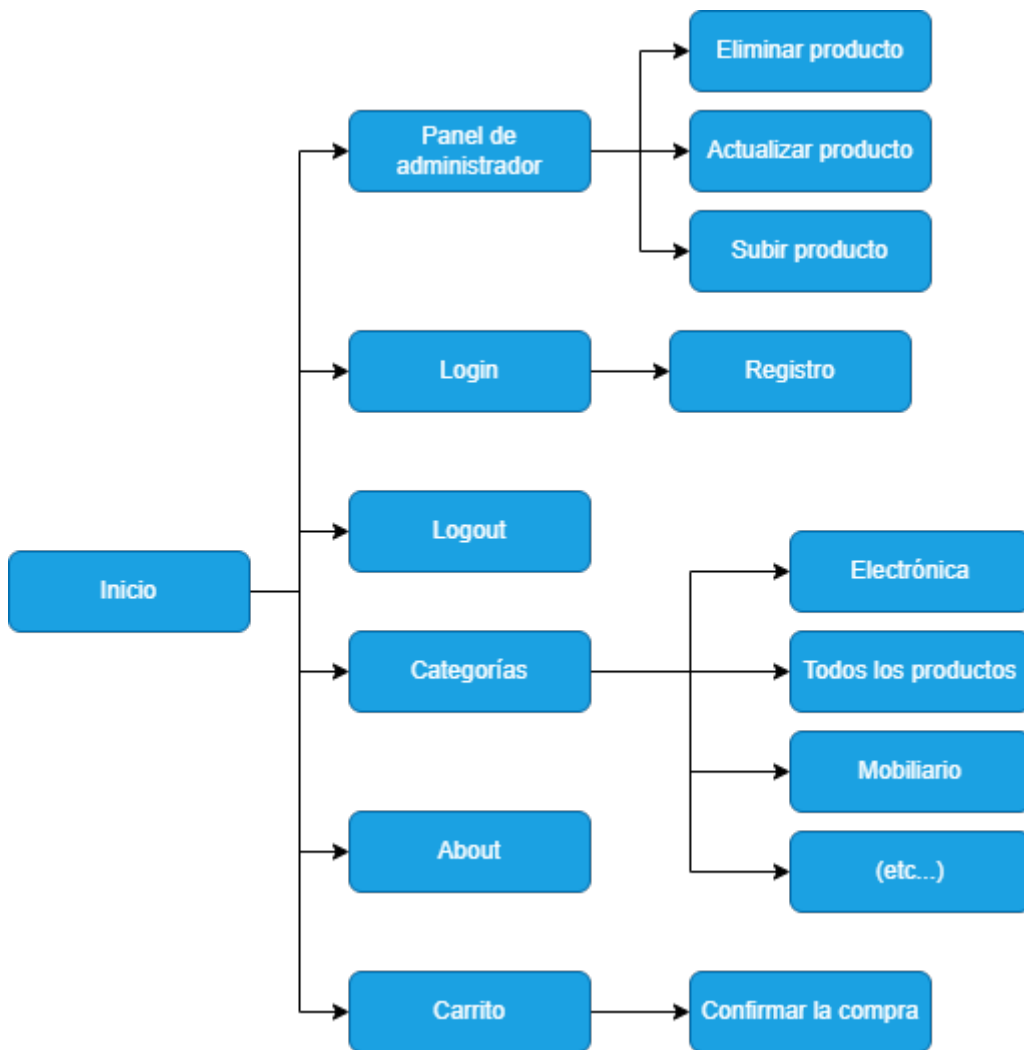 Eliminar producto
Panel de
administrador
Actualizar producto
Subir producto
Login
Registro
Logout
Inicio
Electrónica
Categorías
Todos los productos
Mobiliario
About
(etc...)
Carrito
Confirmar la compra